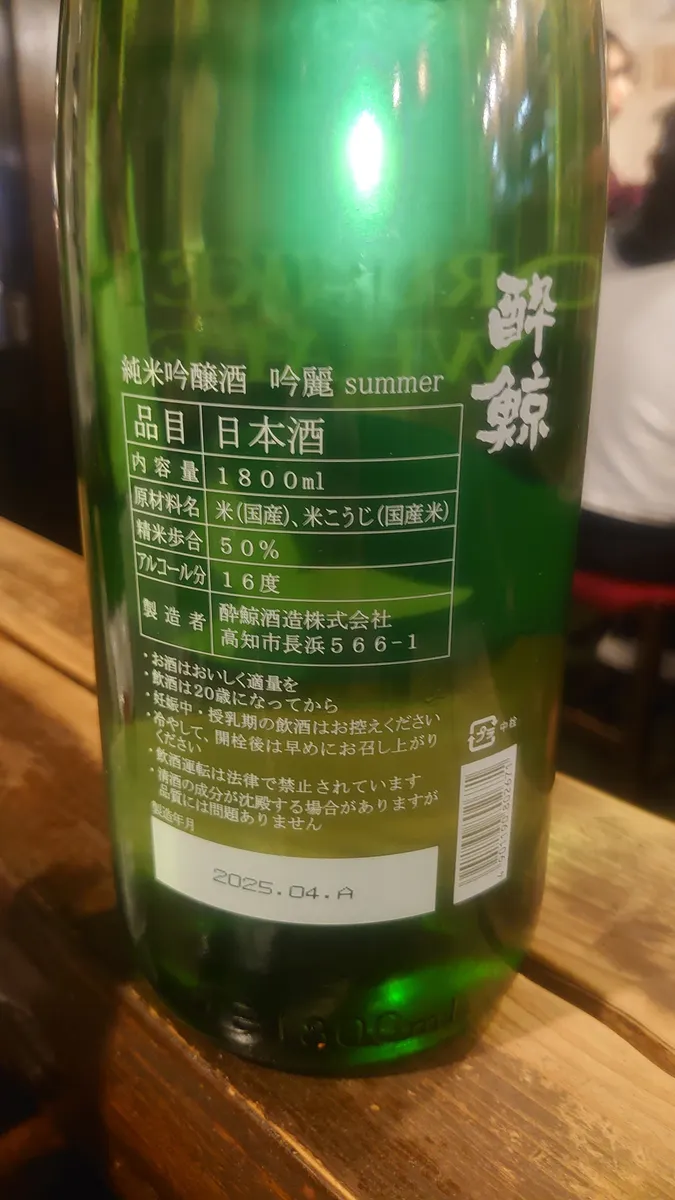 酔鯨
純米吟醸酒 吟麗 summer
品目 日本酒
内容量 1800ml
原材料名 米(国産)、米こうじ(国産米)
精米歩合 50%
アルコール分 16度
製造者 酔鯨酒造株式会社
高知市長浜566-1
・お酒はおいしく適量を
・飲酒は20歳になってから
・妊娠中・授乳期の飲酒はお控えください
・冷やして、開栓後は早めにお召し上がり
ください
・飲酒運転は法律で禁止されています
・清酒の成分が沈殿する場合がありますが
品質には問題ありません
プラ 中栓
製造年月
2025.04.A
1800ml